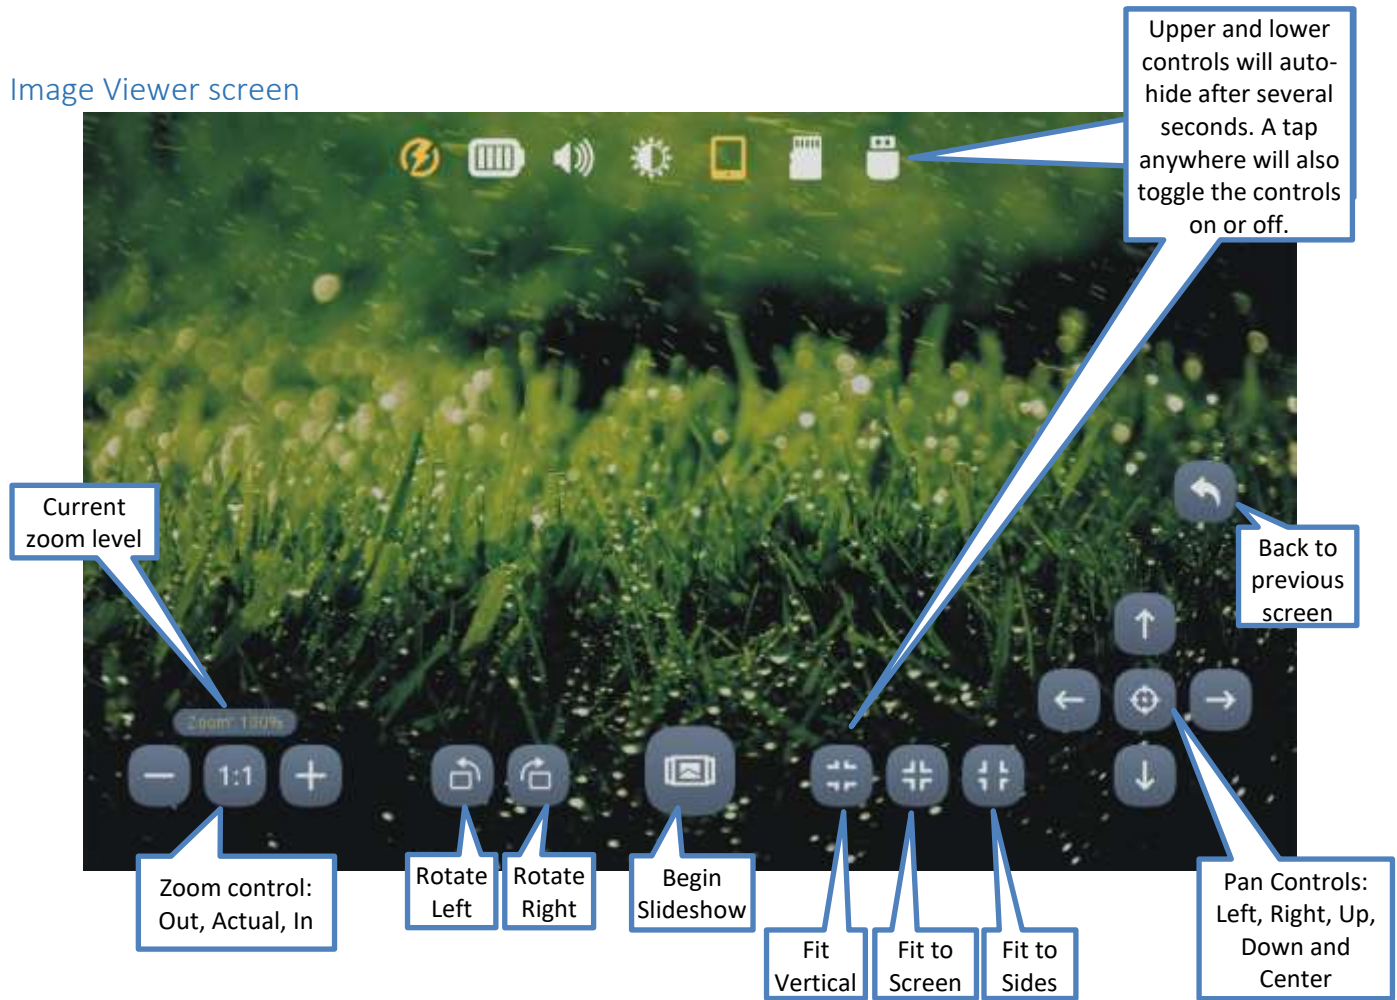 Image Viewer screen
Upper and lower
controls will auto-
hide after several
seconds. A tap
anywhere will also
toggle the controls
on or off.
Current
zoom level
Back to
previous
screen
Zoom: 100%
1:1
Zoom control:
Out, Actual, In
Rotate
Left
Rotate
Right
Begin
Slideshow
Fit
Vertical
Fit to
Screen
Fit to
Sides
Pan Controls:
Left, Right, Up,
Down and
Center